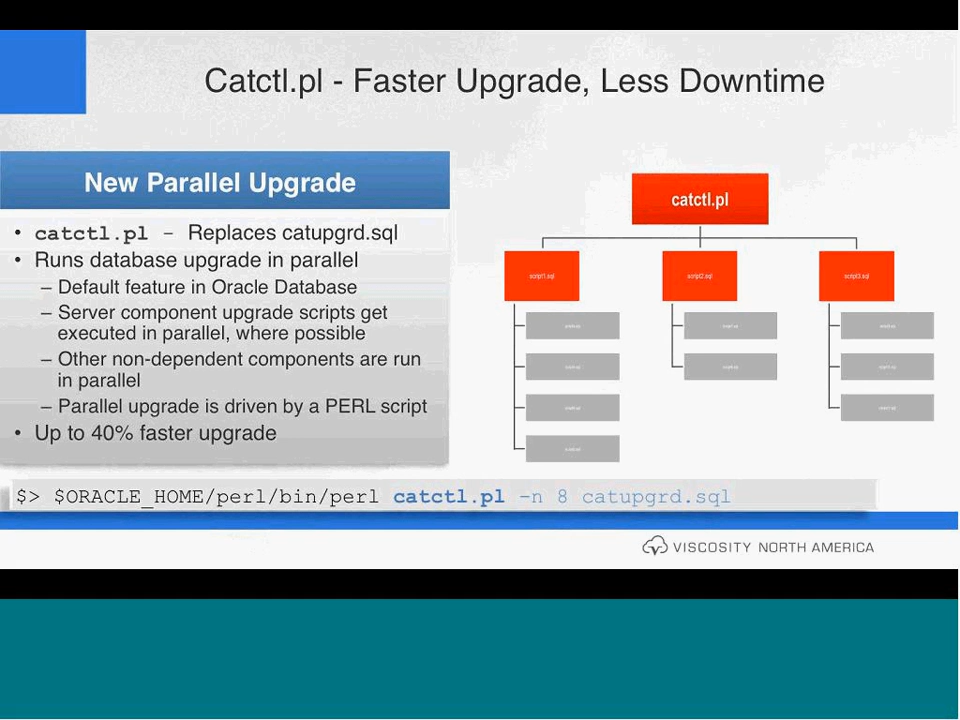 Catctl.pl - Faster Upgrade, Less Downtime
New Parallel Upgrade
• catctl.pl – Replaces catupgrd.sql
• Runs database upgrade in parallel
– Default feature in Oracle Database
– Server component upgrade scripts get
executed in parallel, where possible
– Other non-dependent components are run
in parallel
– Parallel upgrade is driven by a PERL script
• Up to 40% faster upgrade
catctl.pl
script1.sql
script2.sql
script3.sql
$> $ORACLE_HOME/perl/bin/perl catctl.pl -n 8 catupgrd.sql
VISCOSITY NORTH AMERICA